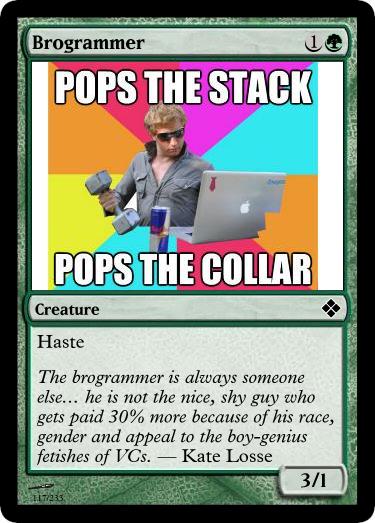 Brogrammer 1
POPS THE STACK
POPS THE COLLAR
Creature
Haste
The brogrammer is always someone
else... he is not the nice, shy guy who
gets paid 30% more because of his race,
gender and appeal to the boy-genius
fetishes of VCs. — Kate Losse
3/1
117/235